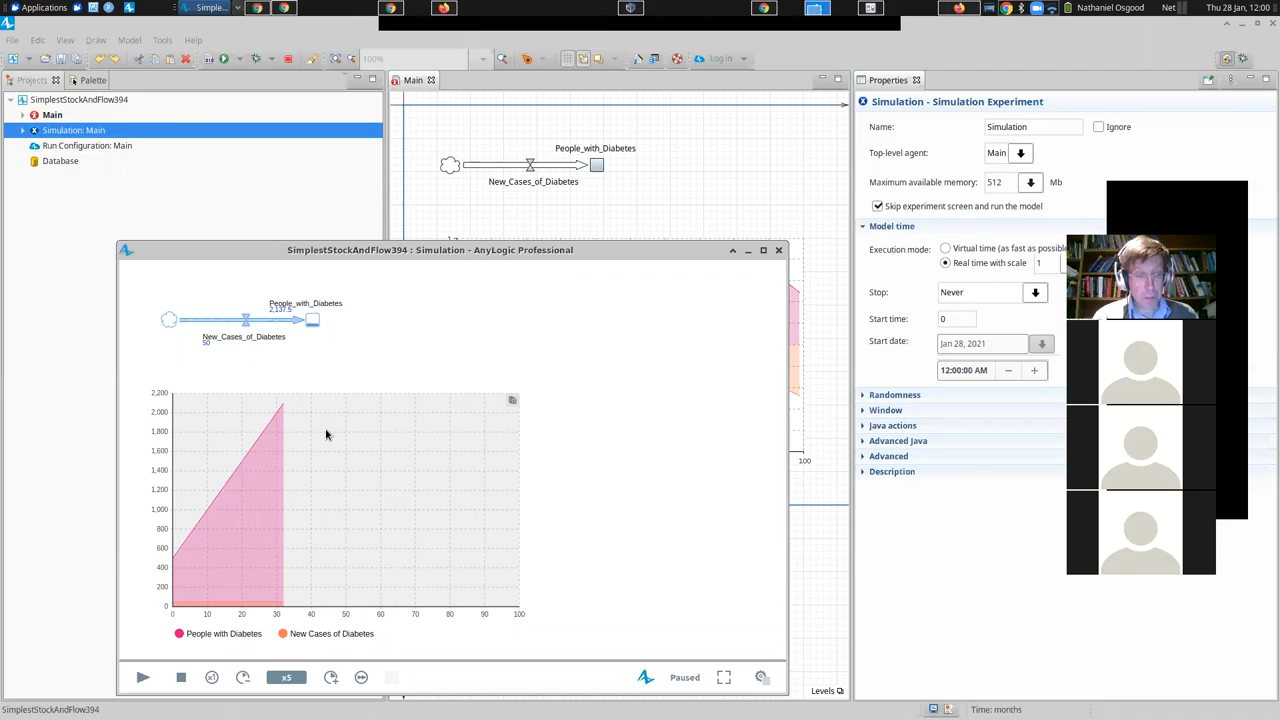 Applications
Simple...
Nathaniel Osgood
Net
Thu 28 Jan, 12:00
File Edit View Draw Model Tools Help
100%
Log in
Projects
Palette
Main
Properties
SimplestStockAndFlow394
Main
Simulation: Main
Run Configuration: Main
Database
People_with_Diabetes
New_Cases_of_Diabetes
100
Levels
Simulation - Simulation Experiment
Name:
Simulation
Ignore
Top-level agent:
Main
Maximum available memory:
512
Mb
Skip experiment screen and run the model
Model time
Execution mode:
Virtual time (as fast as possible
Real time with scale
1
Stop:
Never
Start time:
0
Start date:
Jan 28, 2021
12:00:00 AM
Randomness
Window
Java actions
Advanced Java
Advanced
Description
SimplestStockAndFlow394 : Simulation - AnyLogic Professional
People_with_Diabetes
2,137.5
New_Cases_of_Diabetes
50
2,200
2,000
1,800
1,600
1,400
1,200
1,000
800
600
400
200
0
0 10 20 30 40 50 60 70 80 90 100
People with Diabetes
New Cases of Diabetes
x1
x5
Paused
SimplestStockAndFlow394
Time: months